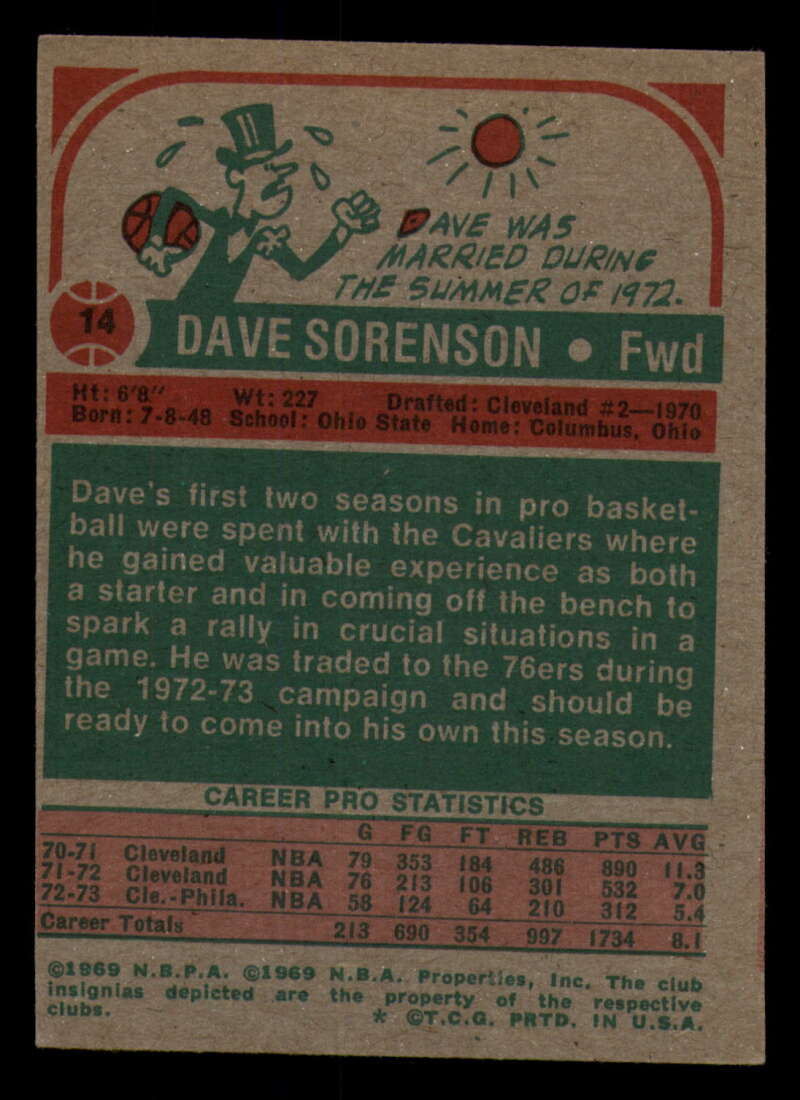 DAVE WAS
MARRIED DURING
THE SUMMER OF 1972.
14
DAVE SORENSON • Fwd
Ht: 6'8" Wt: 227 Drafted: Cleveland #2—1970
Born: 7-8-48 School: Ohio State Home: Columbus, Ohio
Dave's first two seasons in pro basket-
ball were spent with the Cavaliers where
he gained valuable experience as both
a starter and in coming off the bench to
spark a rally in crucial situations in a
game. He was traded to the 76ers during
the 1972-73 campaign and should be
ready to come into his own this season.
CAREER PRO STATISTICS
G FG FT REB PTS AVG
70-71 Cleveland NBA 79 353 184 486 890 11.3
71-72 Cleveland NBA 76 213 106 301 532 7.0
72-73 Cle.-Phila. NBA 58 124 64 210 312 5.4
Career Totals 213 690 354 997 1734 8.1
©1969 N.B.P.A. ©1969 N.B.A. Properties, Inc. The club
insignias depicted are the property of the respective
clubs. * ©T.C.G. PRTD. IN U.S.A.